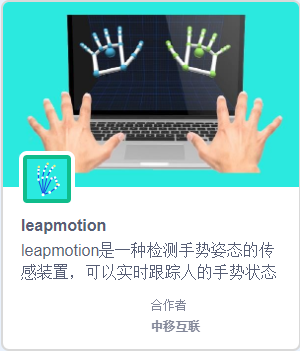 leapmotion
leapmotion是一种检测手势姿态的传
感装置，可以实时跟踪人的手势状态
合作者
中移互联